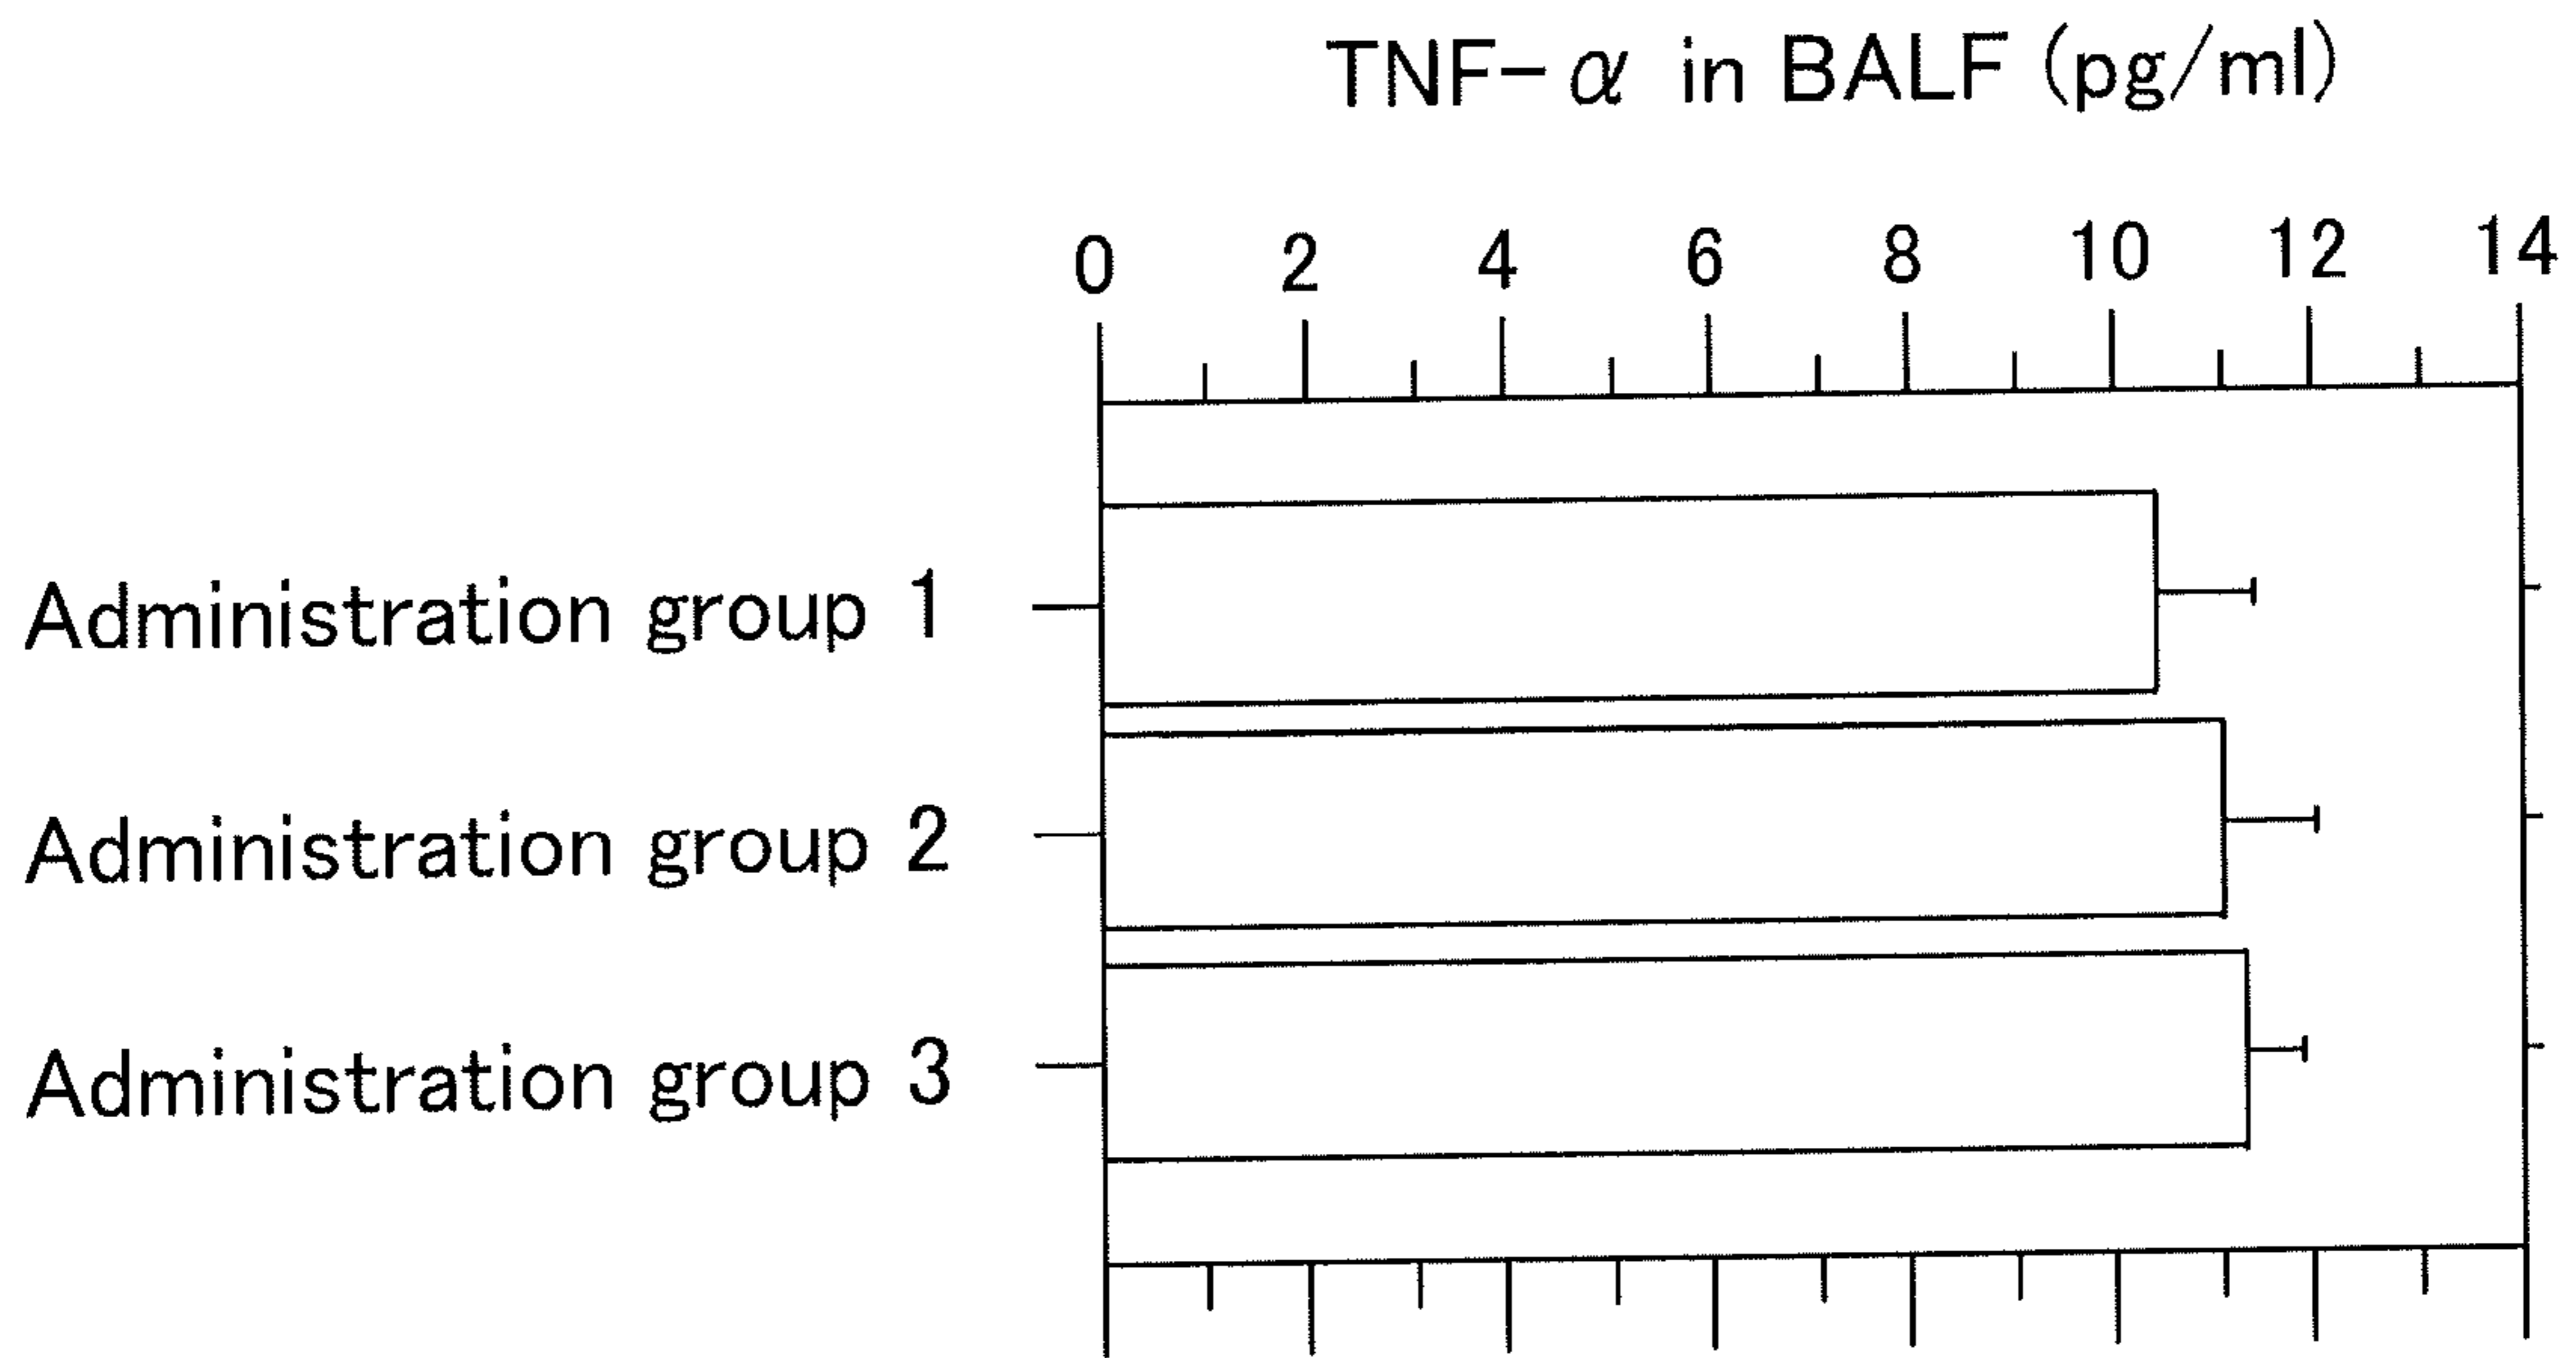 TNF-α in BALF (pg/ml)
0 2 4 6 8 10 12 14
Administration group 1
Administration group 2
Administration group 3